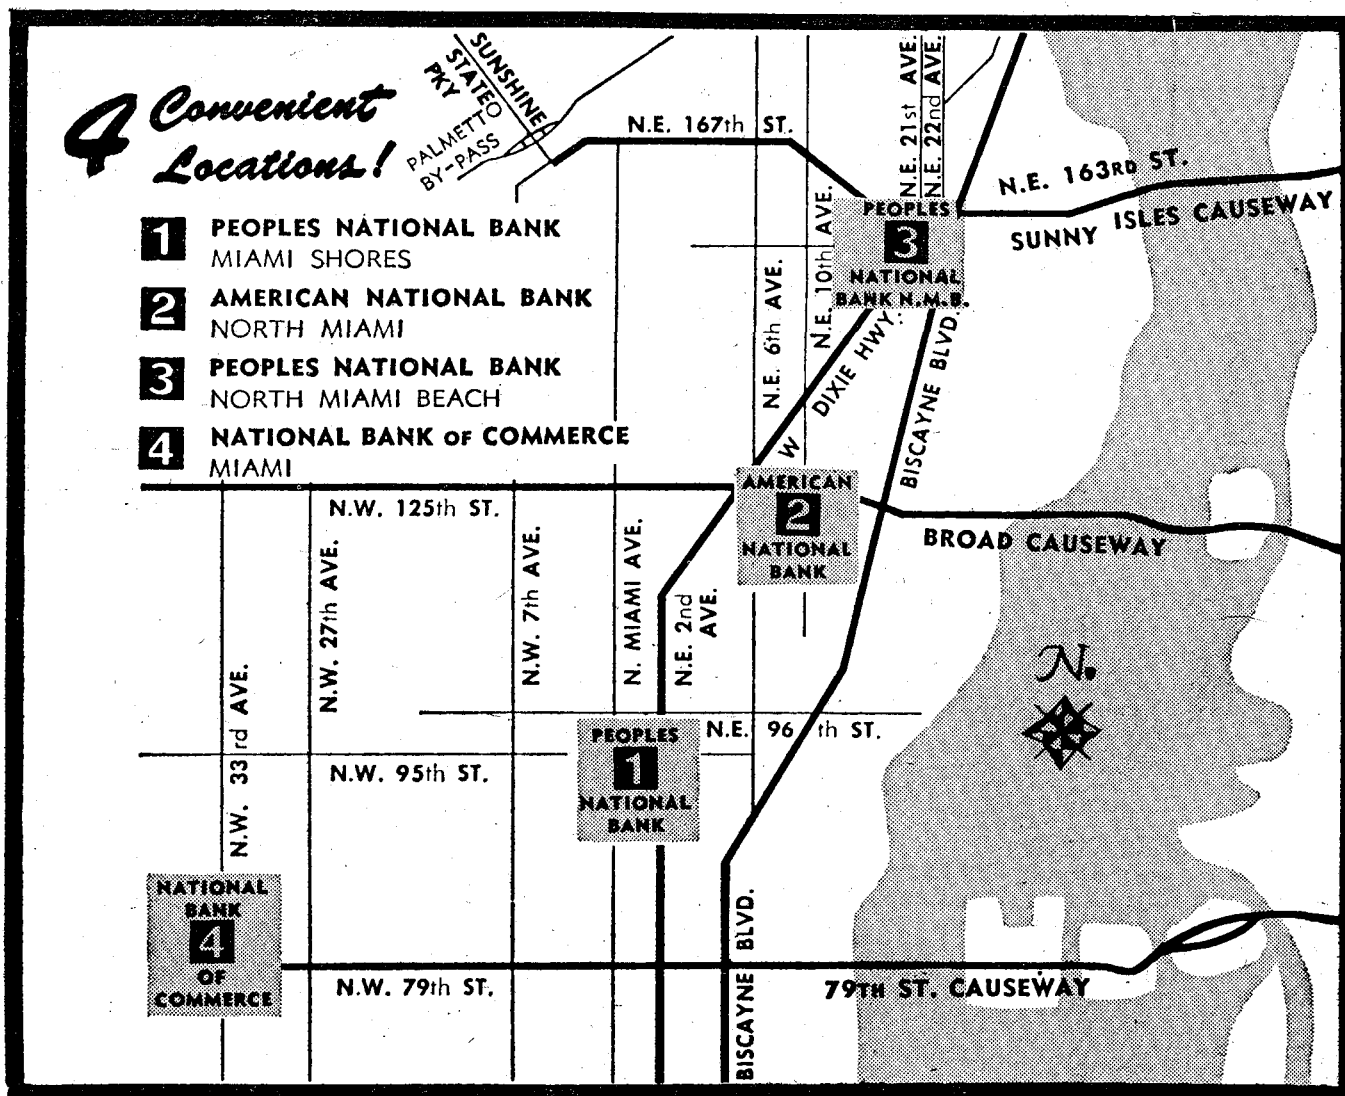 4 Convenient
Locations!
1 PEOPLES NATIONAL BANK
MIAMI SHORES
2 AMERICAN NATIONAL BANK
NORTH MIAMI
3 PEOPLES NATIONAL BANK
NORTH MIAMI BEACH
4 NATIONAL BANK OF COMMERCE
MIAMI
SUNSHINE
STATE
PKY
PALMETTO
BY-PASS
N.E. 167th ST.
N.E. 21st AVE.
N.E. 22nd AVE.
N.E. 163RD ST.
SUNNY ISLES CAUSEWAY
PEOPLES
3
NATIONAL
BANK N.M.B.
N.E. 10th AVE.
N.E. 6th AVE.
W DIXIE HWY.
BISCAYNE BLVD.
AMERICAN
2
NATIONAL
BANK
N.W. 125th ST.
BROAD CAUSEWAY
N.W. 27th AVE.
N.W. 7th AVE.
N. MIAMI AVE.
N.E. 2nd
AVE.
N.W. 33rd AVE.
N.
N.E. 96th ST.
N.W. 95th ST.
PEOPLES
1
NATIONAL
BANK
NATIONAL
BANK
4
OF
COMMERCE
N.W. 79th ST.
BISCAYNE BLVD.
79TH ST. CAUSEWAY